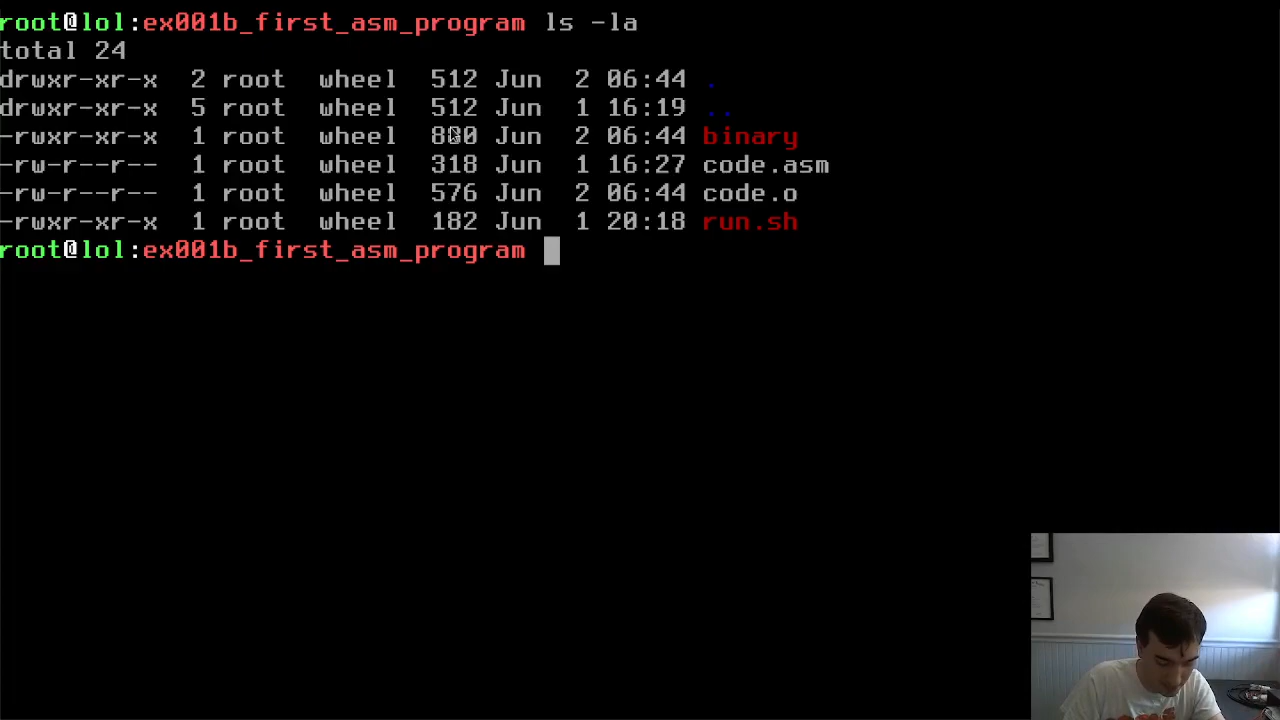 root@lol:ex001b_first_asm_program ls -la
total 24
drwxr-xr-x 2 root wheel 512 Jun 2 06:44 .
drwxr-xr-x 5 root wheel 512 Jun 1 16:19 ..
-rwxr-xr-x 1 root wheel Jun 2 06:44 binary
-rw-r--r-- 1 root wheel 318 Jun 1 16:27 code.asm
-rw-r--r-- 1 root wheel 576 Jun 2 06:44 code.o
-rwxr-xr-x 1 root wheel 182 Jun 1 20:18 run.sh
root@lol:ex001b_first_asm_program